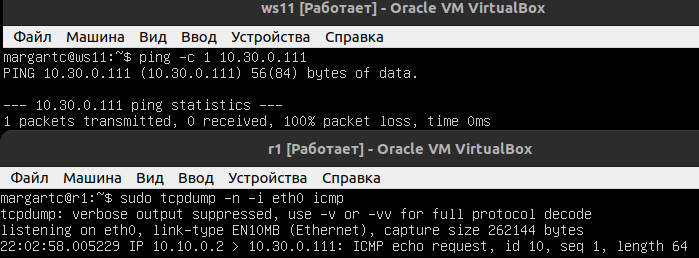 ws11 [Работает] - Oracle VM VirtualBox
Файл Машина Вид Ввод Устройства Справка
margartc@ws11:~$ ping -c 1 10.30.0.111
PING 10.30.0.111 (10.30.0.111) 56(84) bytes of data.
--- 10.30.0.111 ping statistics ---
1 packets transmitted, 0 received, 100% packet loss, time 0ms
r1 [Работает] - Oracle VM VirtualBox
Файл Машина Вид Ввод Устройства Справка
margartc@r1:~$ sudo tcpdump -n -i eth0 icmp
tcpdump: verbose output suppressed, use -v or -vv for full protocol decode
listening on eth0, link-type EN10MB (Ethernet), capture size 262144 bytes
22:02:58.005229 IP 10.10.0.2 > 10.30.0.111: ICMP echo request, id 10, seq 1, length 64